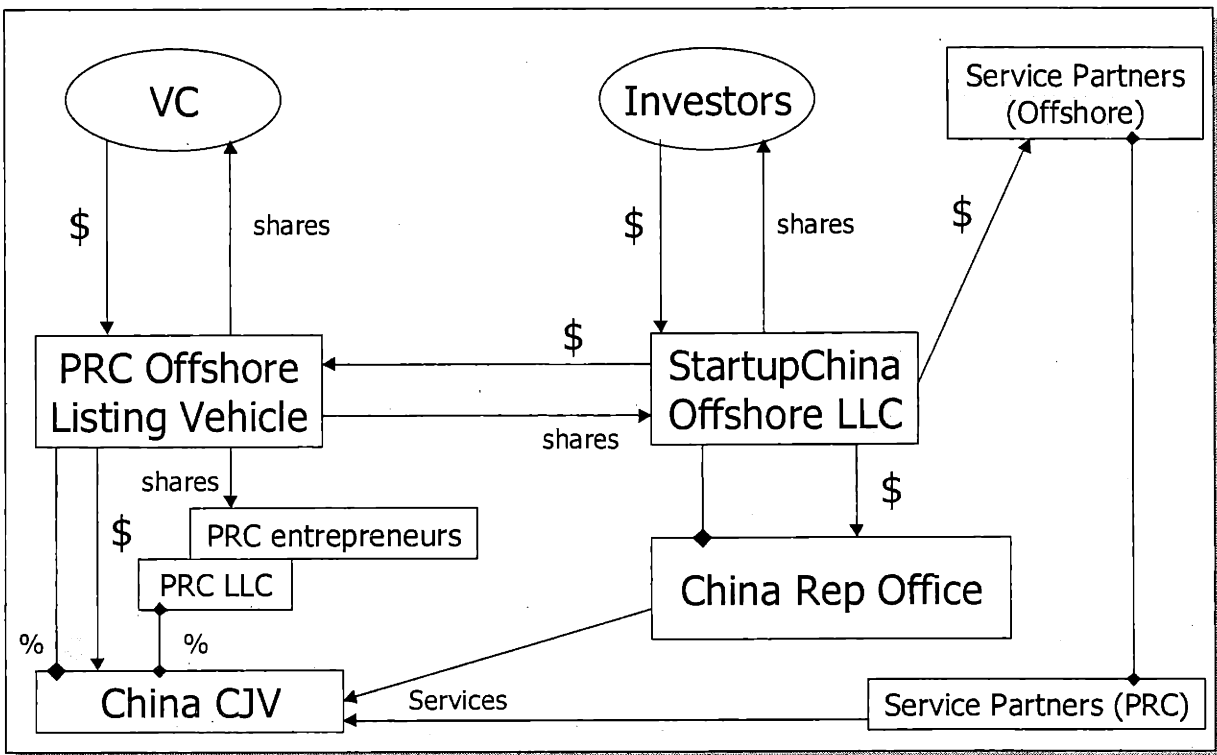 VC
Investors
Service Partners
(Offshore)
$
shares
$
shares
$
PRC Offshore
Listing Vehicle
$
shares
StartupChina
Offshore LLC
shares
$
$
PRC entrepreneurs
PRC LLC
China Rep Office
%
%
China CJV
Services
Service Partners (PRC)